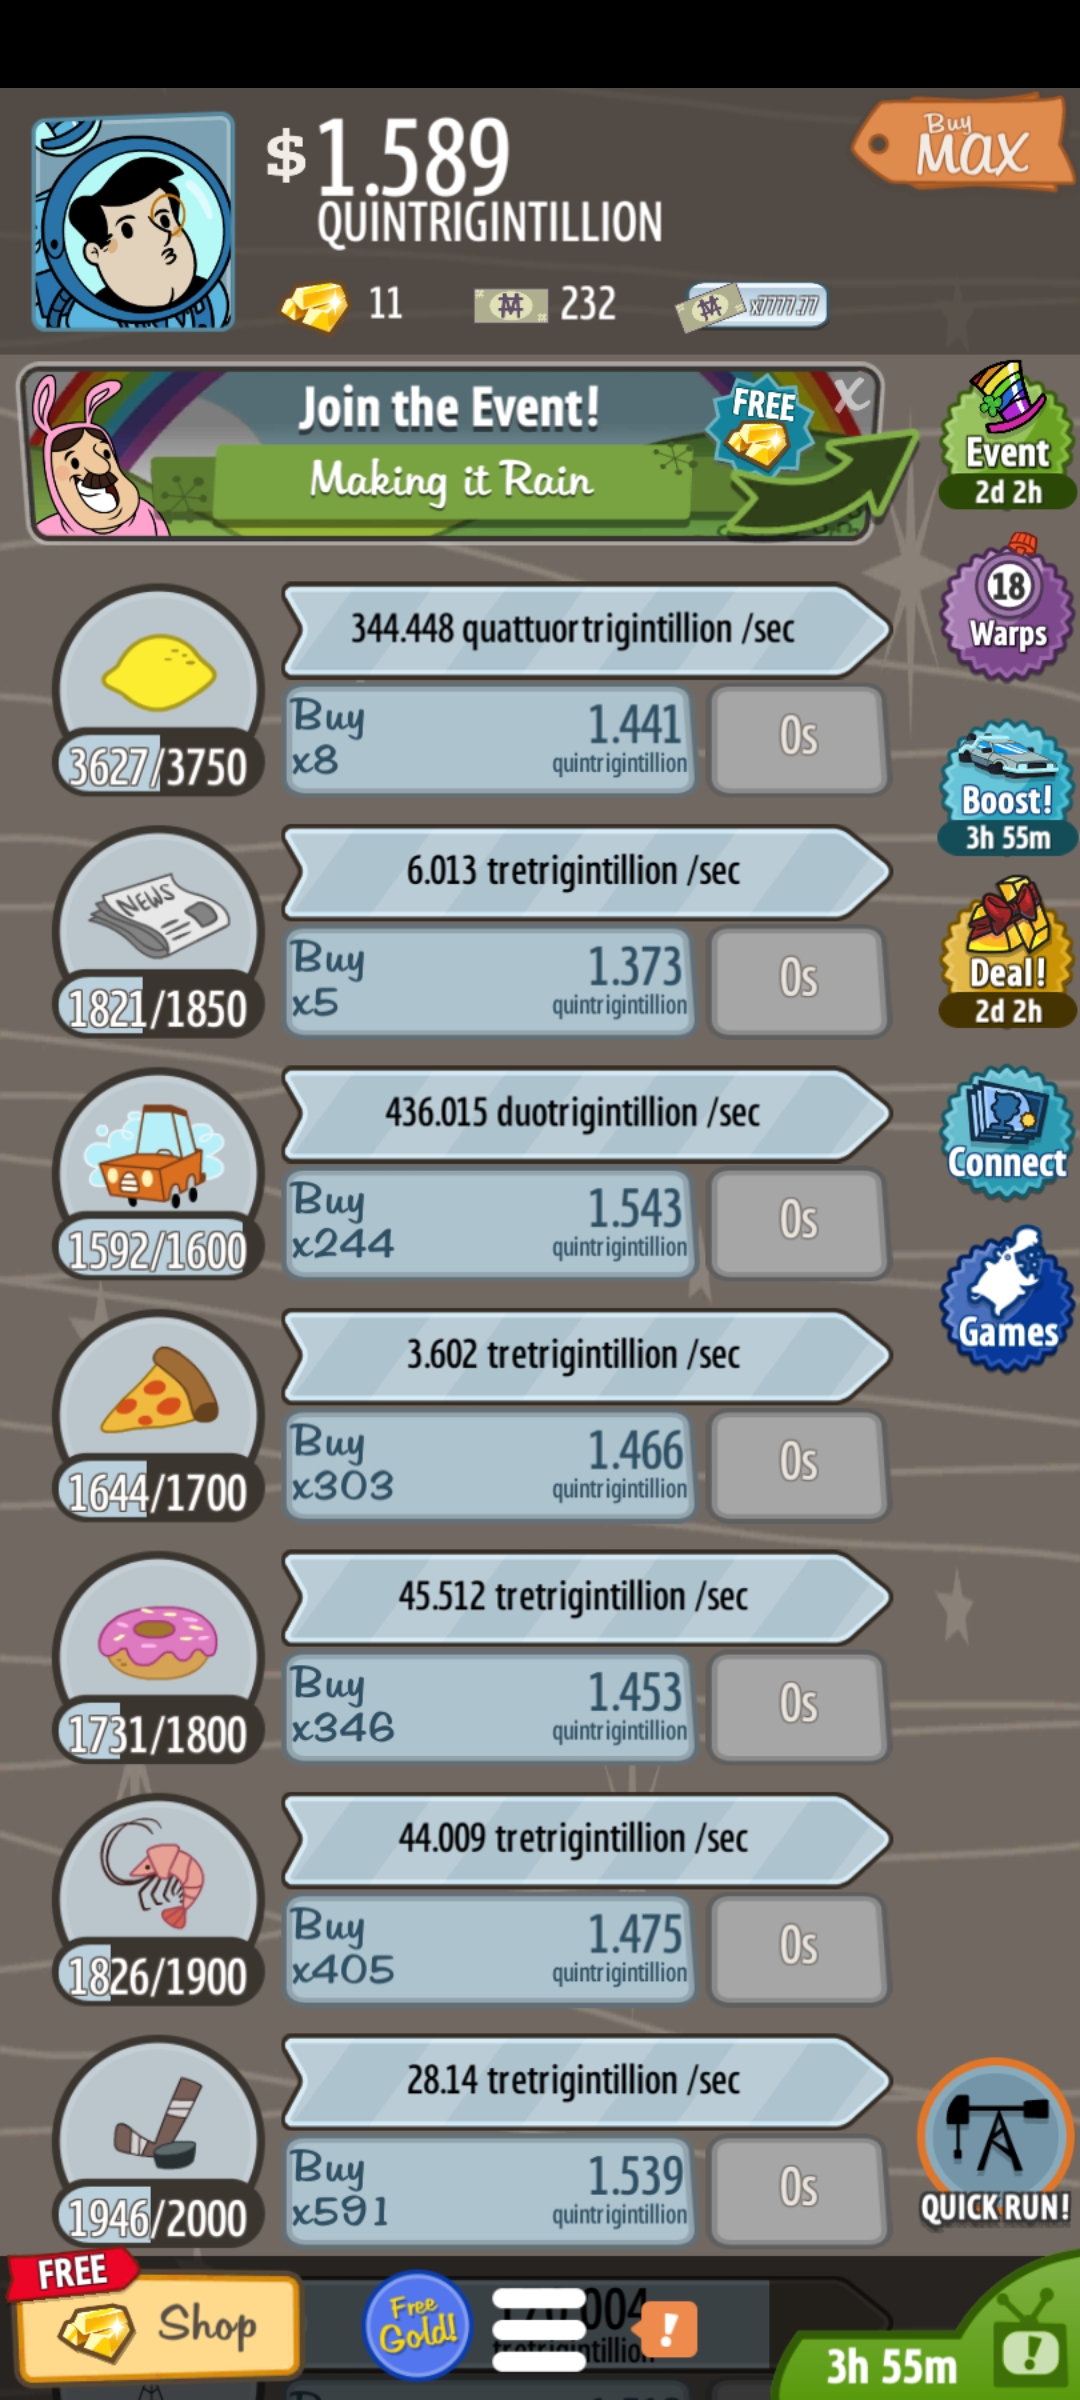 $1.589
QUINTRIGINTILLION
Buy
MAX
11
232
x7777.77
Join the Event!
Making it Rain
FREE
X
Event
2d 2h
18
Warps
Boost!
3h 55m
Deal!
2d 2h
Connect
Games
344.448 quattuortrigintillion /sec
3627/3750
Buy
x8
1.441
quintrigintillion
0s
NEWS
6.013 tretrigintillion /sec
1821/1850
Buy
x5
1.373
quintrigintillion
0s
436.015 duotrigintillion /sec
1592/1600
Buy
x244
1.543
quintrigintillion
0s
3.602 tretrigintillion /sec
1644/1700
Buy
x303
1.466
quintrigintillion
0s
45.512 tretrigintillion /sec
1731/1800
Buy
x346
1.453
quintrigintillion
0s
44.009 tretrigintillion /sec
1826/1900
Buy
x405
1.475
quintrigintillion
0s
28.14 tretrigintillion /sec
1946/2000
Buy
x591
1.539
quintrigintillion
0s
QUICK RUN!
FREE
Shop
Free
Gold!
!
3h 55m
!